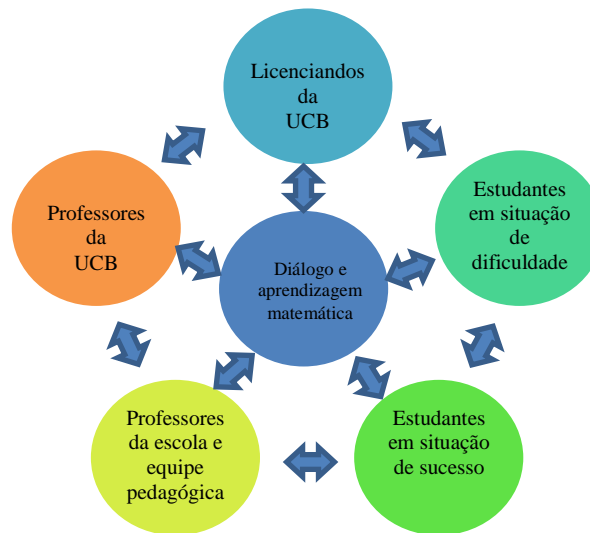 Licenciandos
da
UCB
Professores
da
UCB
Estudantes
em situação
de
dificuldade
Diálogo e
aprendizagem
matemática
Professores
da escola e
equipe
pedagógica
Estudantes
em situação
de sucesso